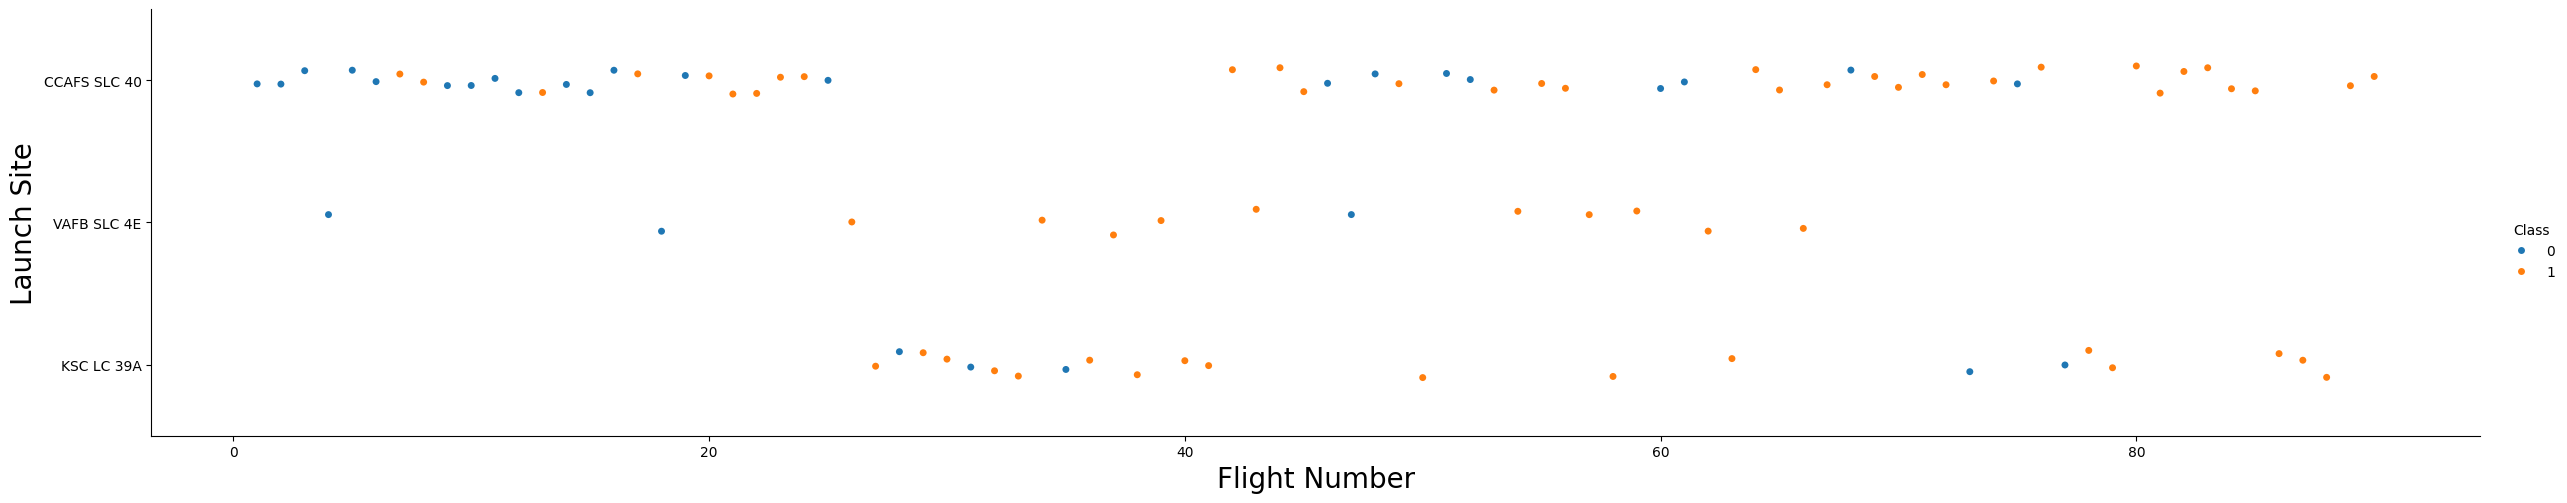 Launch Site
CCAFS SLC 40
VAFB SLC 4E
KSC LC 39A
0 20 40 60 80
Flight Number
Class
0
1